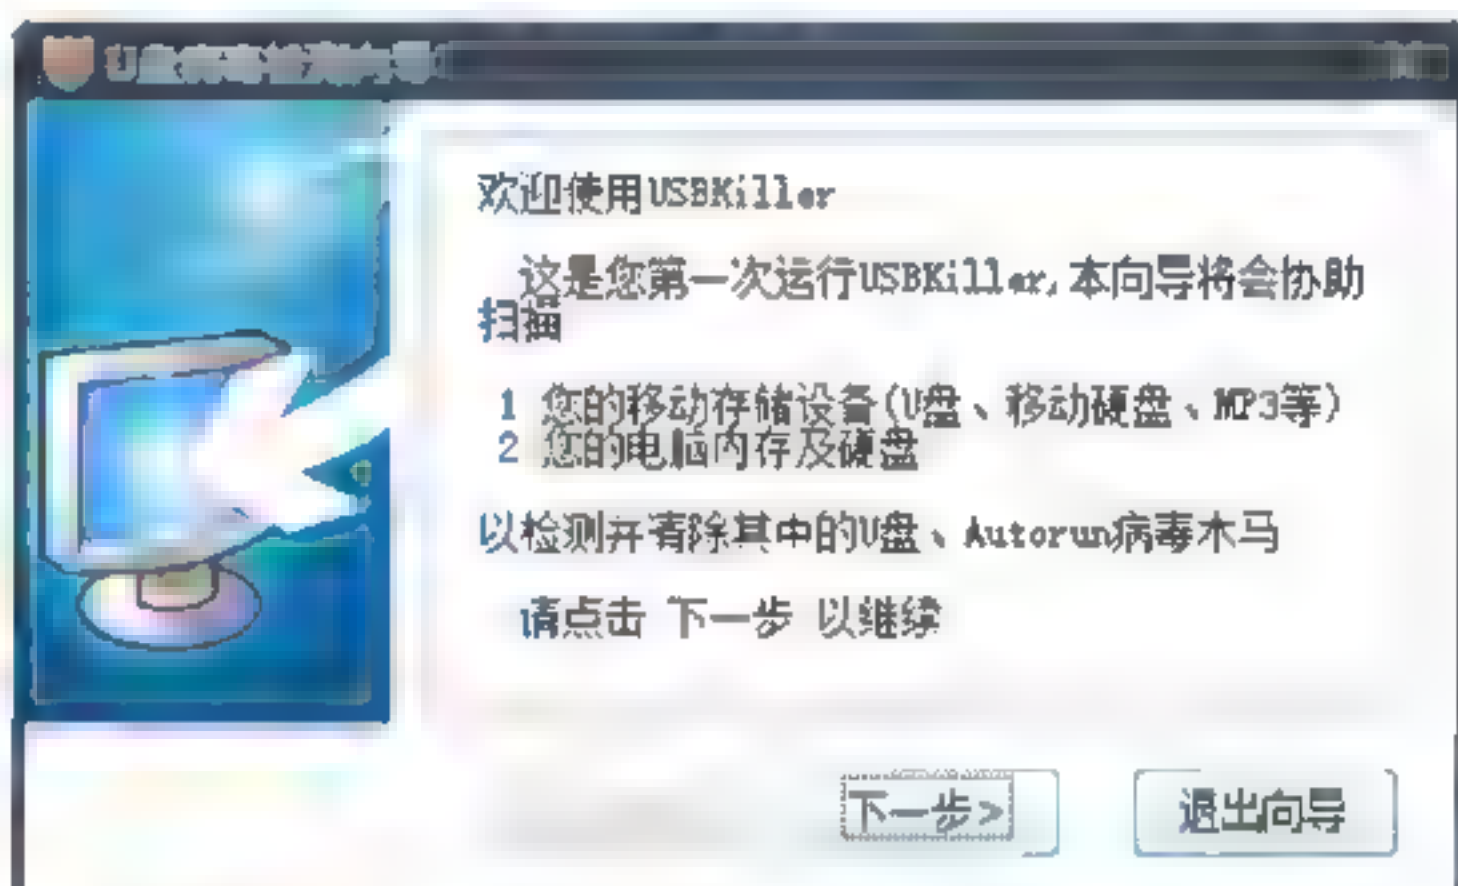 欢迎使用USBKiller
这是您第一次运行USBKiller,本向导将会协助
扫描
1 您的移动存储设备(U盘、移动硬盘、MP3等)
2 您的电脑内存及硬盘
以检测并清除其中的U盘、Autorun病毒木马
请点击 下一步 以继续
下一步>
退出向导